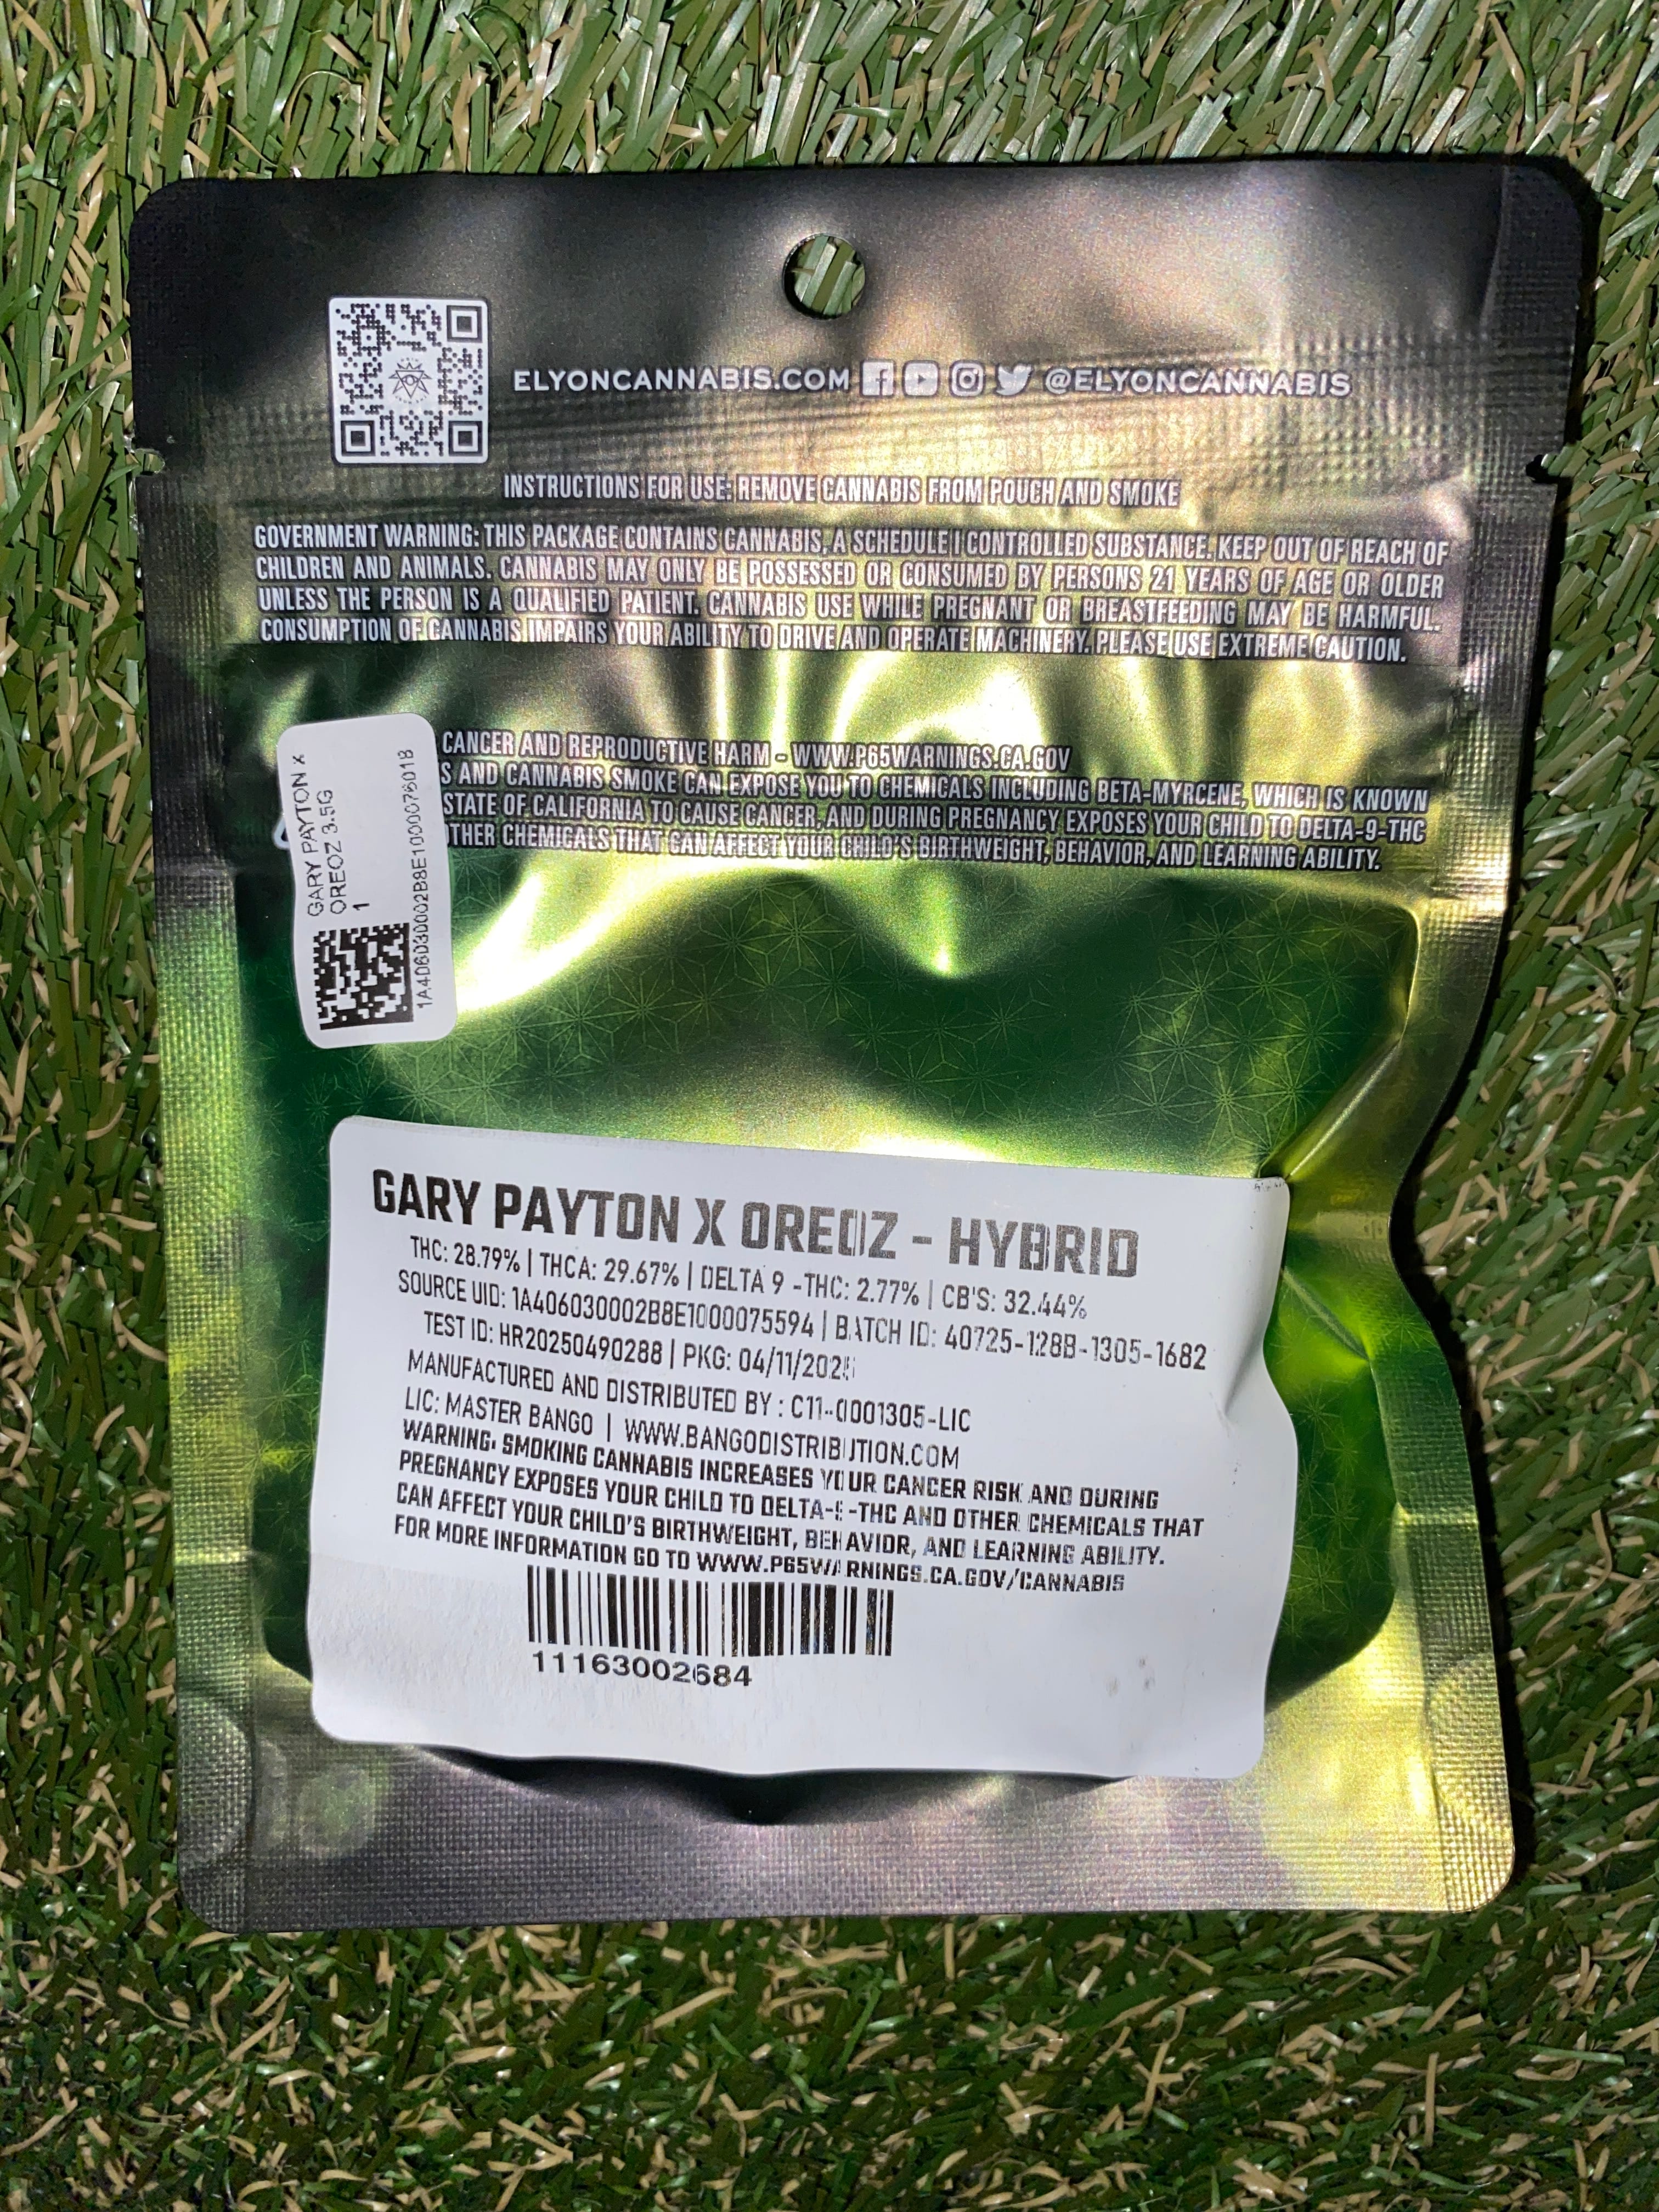 ELYONCANNABIS.COM @ELYONCANNABIS
INSTRUCTIONS FOR USE: REMOVE CANNABIS FROM POUCH AND SMOKE
GOVERNMENT WARNING: THIS PACKAGE CONTAINS CANNABIS, A SCHEDULE I CONTROLLED SUBSTANCE. KEEP OUT OF REACH OF
CHILDREN AND ANIMALS. CANNABIS MAY ONLY BE POSSESSED OR CONSUMED BY PERSONS 21 YEARS OF AGE OR OLDER
UNLESS THE PERSON IS A QUALIFIED PATIENT. CANNABIS USE WHILE PREGNANT OR BREASTFEEDING MAY BE HARMFUL.
CONSUMPTION OF CANNABIS IMPAIRS YOUR ABILITY TO DRIVE AND OPERATE MACHINERY. PLEASE USE EXTREME CAUTION.
CANCER AND REPRODUCTIVE HARM - WWW.P65WARNINGS.CA.GOV
S AND CANNABIS SMOKE CAN EXPOSE YOU TO CHEMICALS INCLUDING BETA-MYRCENE, WHICH IS KNOWN
STATE OF CALIFORNIA TO CAUSE CANCER, AND DURING PREGNANCY EXPOSES YOUR CHILD TO DELTA-9-THC
OTHER CHEMICALS THAT CAN AFFECT YOUR CHILD'S BIRTHWEIGHT, BEHAVIOR, AND LEARNING ABILITY.
GARY PAYTON X
OREOZ 3.5G
1
1A406030002B8E1000076018
GARY PAYTON X OREOZ - HYBRID
THC: 28.79% | THCA: 29.67% | DELTA 9 -THC: 2.77% | CB'S: 32.44%
SOURCE UID: 1A406030002B8E1000075594 | BATCH ID: 40725-128B-1305-1682
TEST ID: HR20250490288 | PKG: 04/11/2025
MANUFACTURED AND DISTRIBUTED BY : C11-0001305-LIC
LIC: MASTER BANGO | WWW.BANGODISTRIBUTION.COM
WARNING: SMOKING CANNABIS INCREASES YOUR CANCER RISK AND DURING
PREGNANCY EXPOSES YOUR CHILD TO DELTA-9-THC AND OTHER CHEMICALS THAT
CAN AFFECT YOUR CHILD'S BIRTHWEIGHT, BEHAVIOR, AND LEARNING ABILITY.
FOR MORE INFORMATION GO TO WWW.P65WARNINGS.CA.GOV/CANNABIS
11163002684